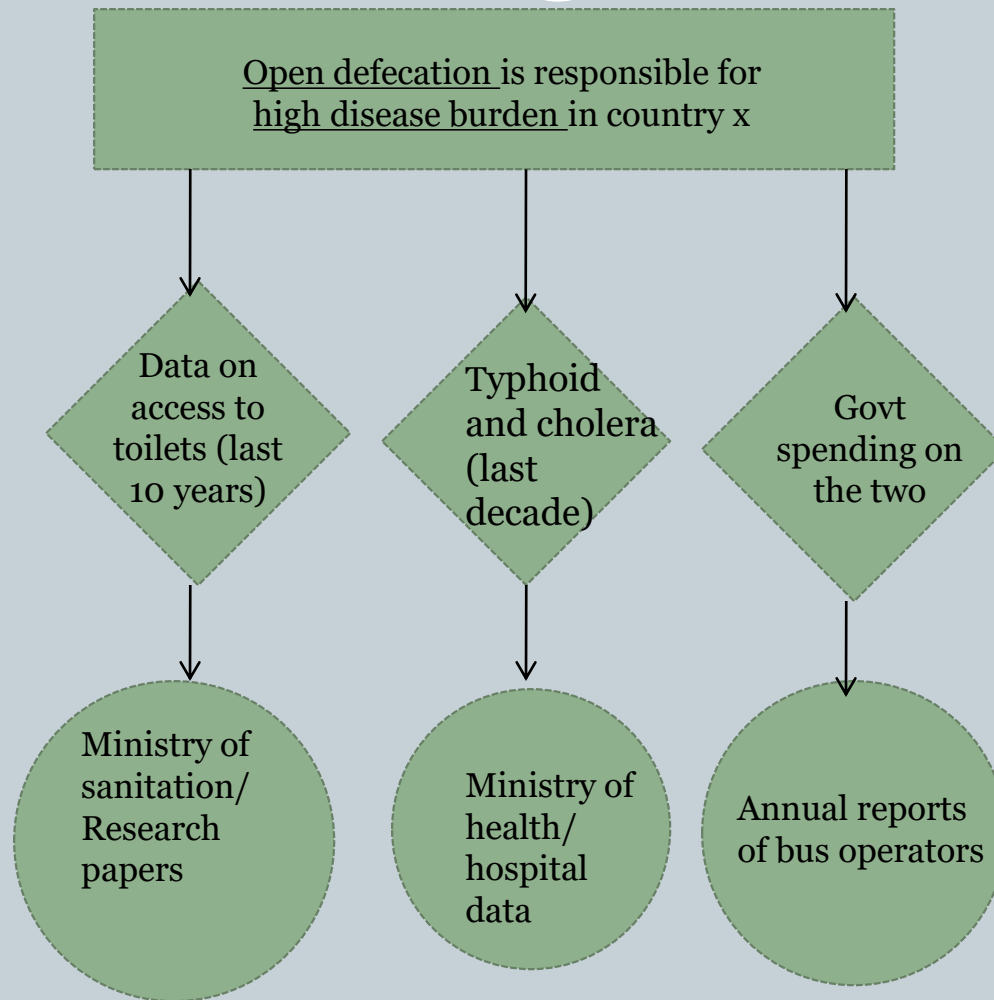 Open defecation is responsible for
high disease burden in country x
Data on
access to
toilets (last
10 years)
Typhoid
and cholera
(last
decade)
Govt
spending on
the two
Ministry of
sanitation/
Research
papers
Ministry of
health/
hospital
data
Annual reports
of bus operators